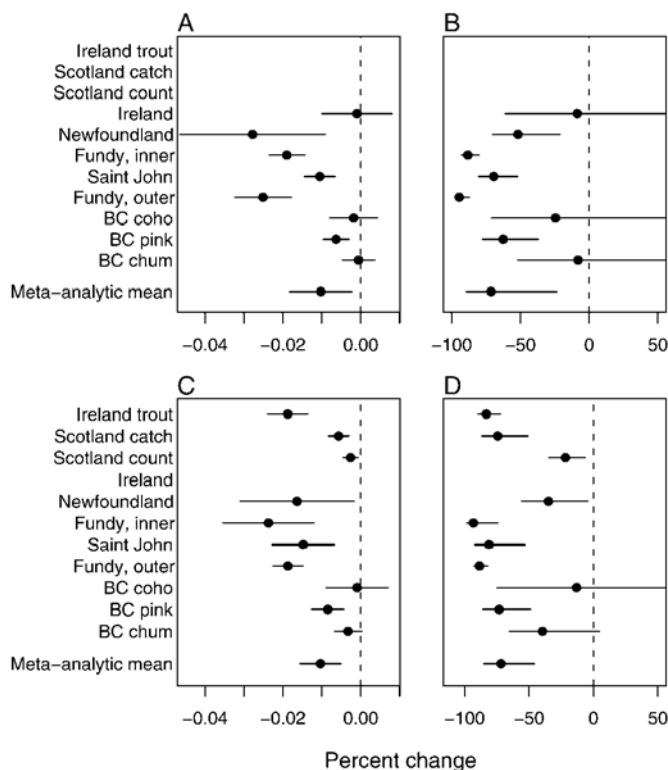 A B
Ireland trout
Scotland catch
Scotland count
Ireland
Newfoundland
Fundy, inner
Saint John
Fundy, outer
BC coho
BC pink
BC chum
Meta−analytic mean
−0.04 −0.02 0.00 −100 −50 0 50
C D
Ireland trout
Scotland catch
Scotland count
Ireland
Newfoundland
Fundy, inner
Saint John
Fundy, outer
BC coho
BC pink
BC chum
Meta−analytic mean
−0.04 −0.02 0.00 −100 −50 0 50
Percent change